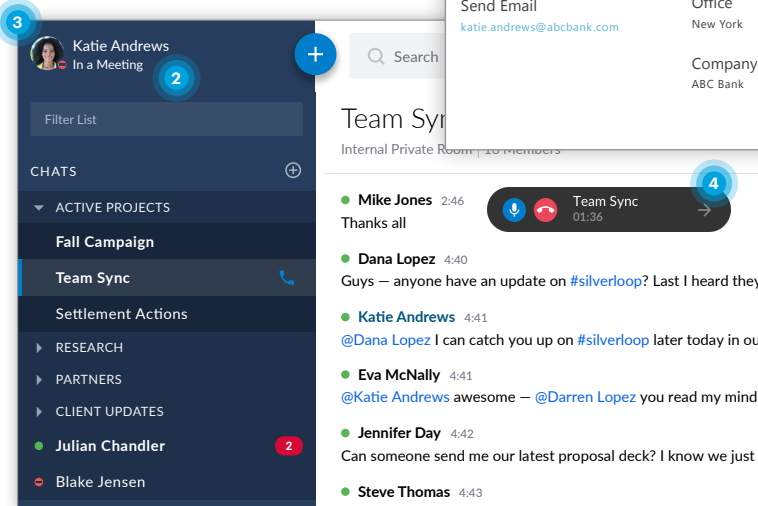 3
Katie Andrews
In a Meeting
2
Filter List
CHATS
ACTIVE PROJECTS
Fall Campaign
Team Sync
Settlement Actions
RESEARCH
PARTNERS
CLIENT UPDATES
Julian Chandler 2
Blake Jensen
+
Search
Send Email
katie.andrews@abcbank.com
Office
New York
Company
ABC Bank
Team Syn
Internal Private Room | 18 Members
4
Team Sync
01:36
Mike Jones 2:46
Thanks all
Dana Lopez 4:40
Guys — anyone have an update on #silverloop? Last I heard they
Katie Andrews 4:41
@Dana Lopez I can catch you up on #silverloop later today in ou
Eva McNally 4:41
@Katie Andrews awesome — @Darren Lopez you read my mind
Jennifer Day 4:42
Can someone send me our latest proposal deck? I know we just
Steve Thomas 4:43